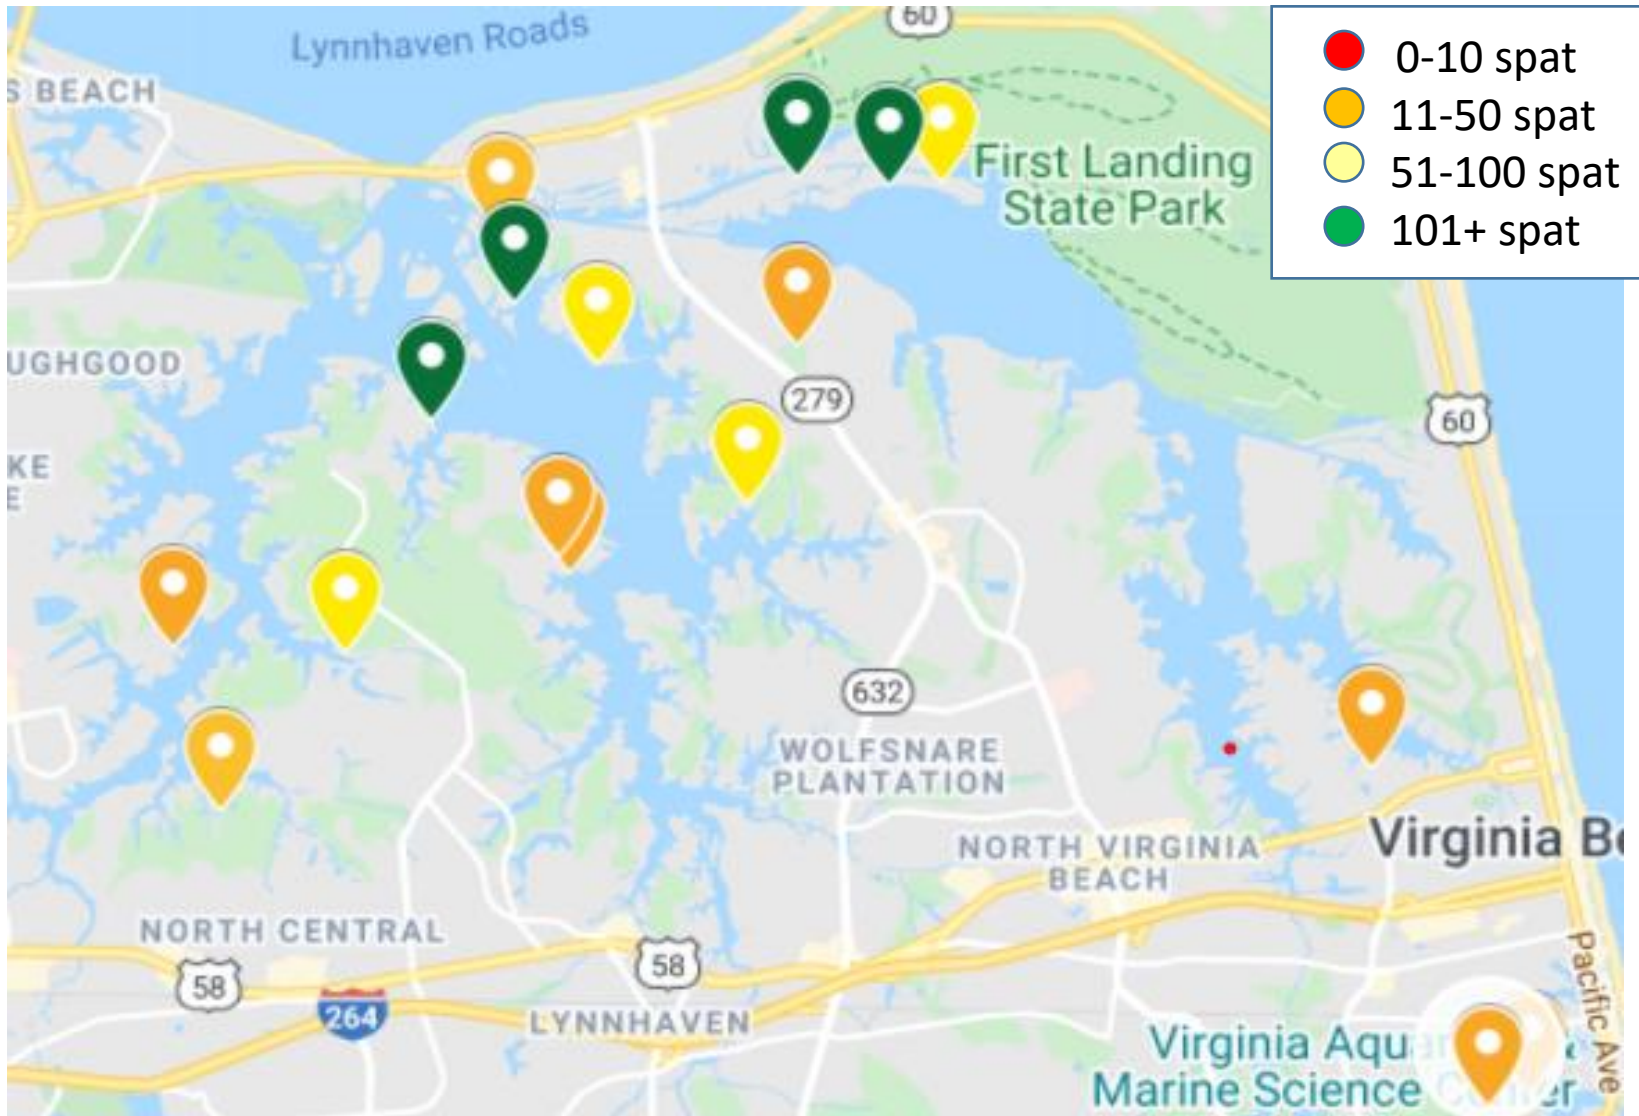 Lynnhaven Roads
60
0-10 spat
11-50 spat
51-100 spat
101+ spat
S BEACH
First Landing
State Park
UGHGOOD
279
60
KE
E
632
WOLFSNARE
PLANTATION
Virginia Be
NORTH VIRGINIA
BEACH
NORTH CENTRAL
58
58
264
LYNNHAVEN
Pacific Ave
Virginia Aqu
&
Marine Science